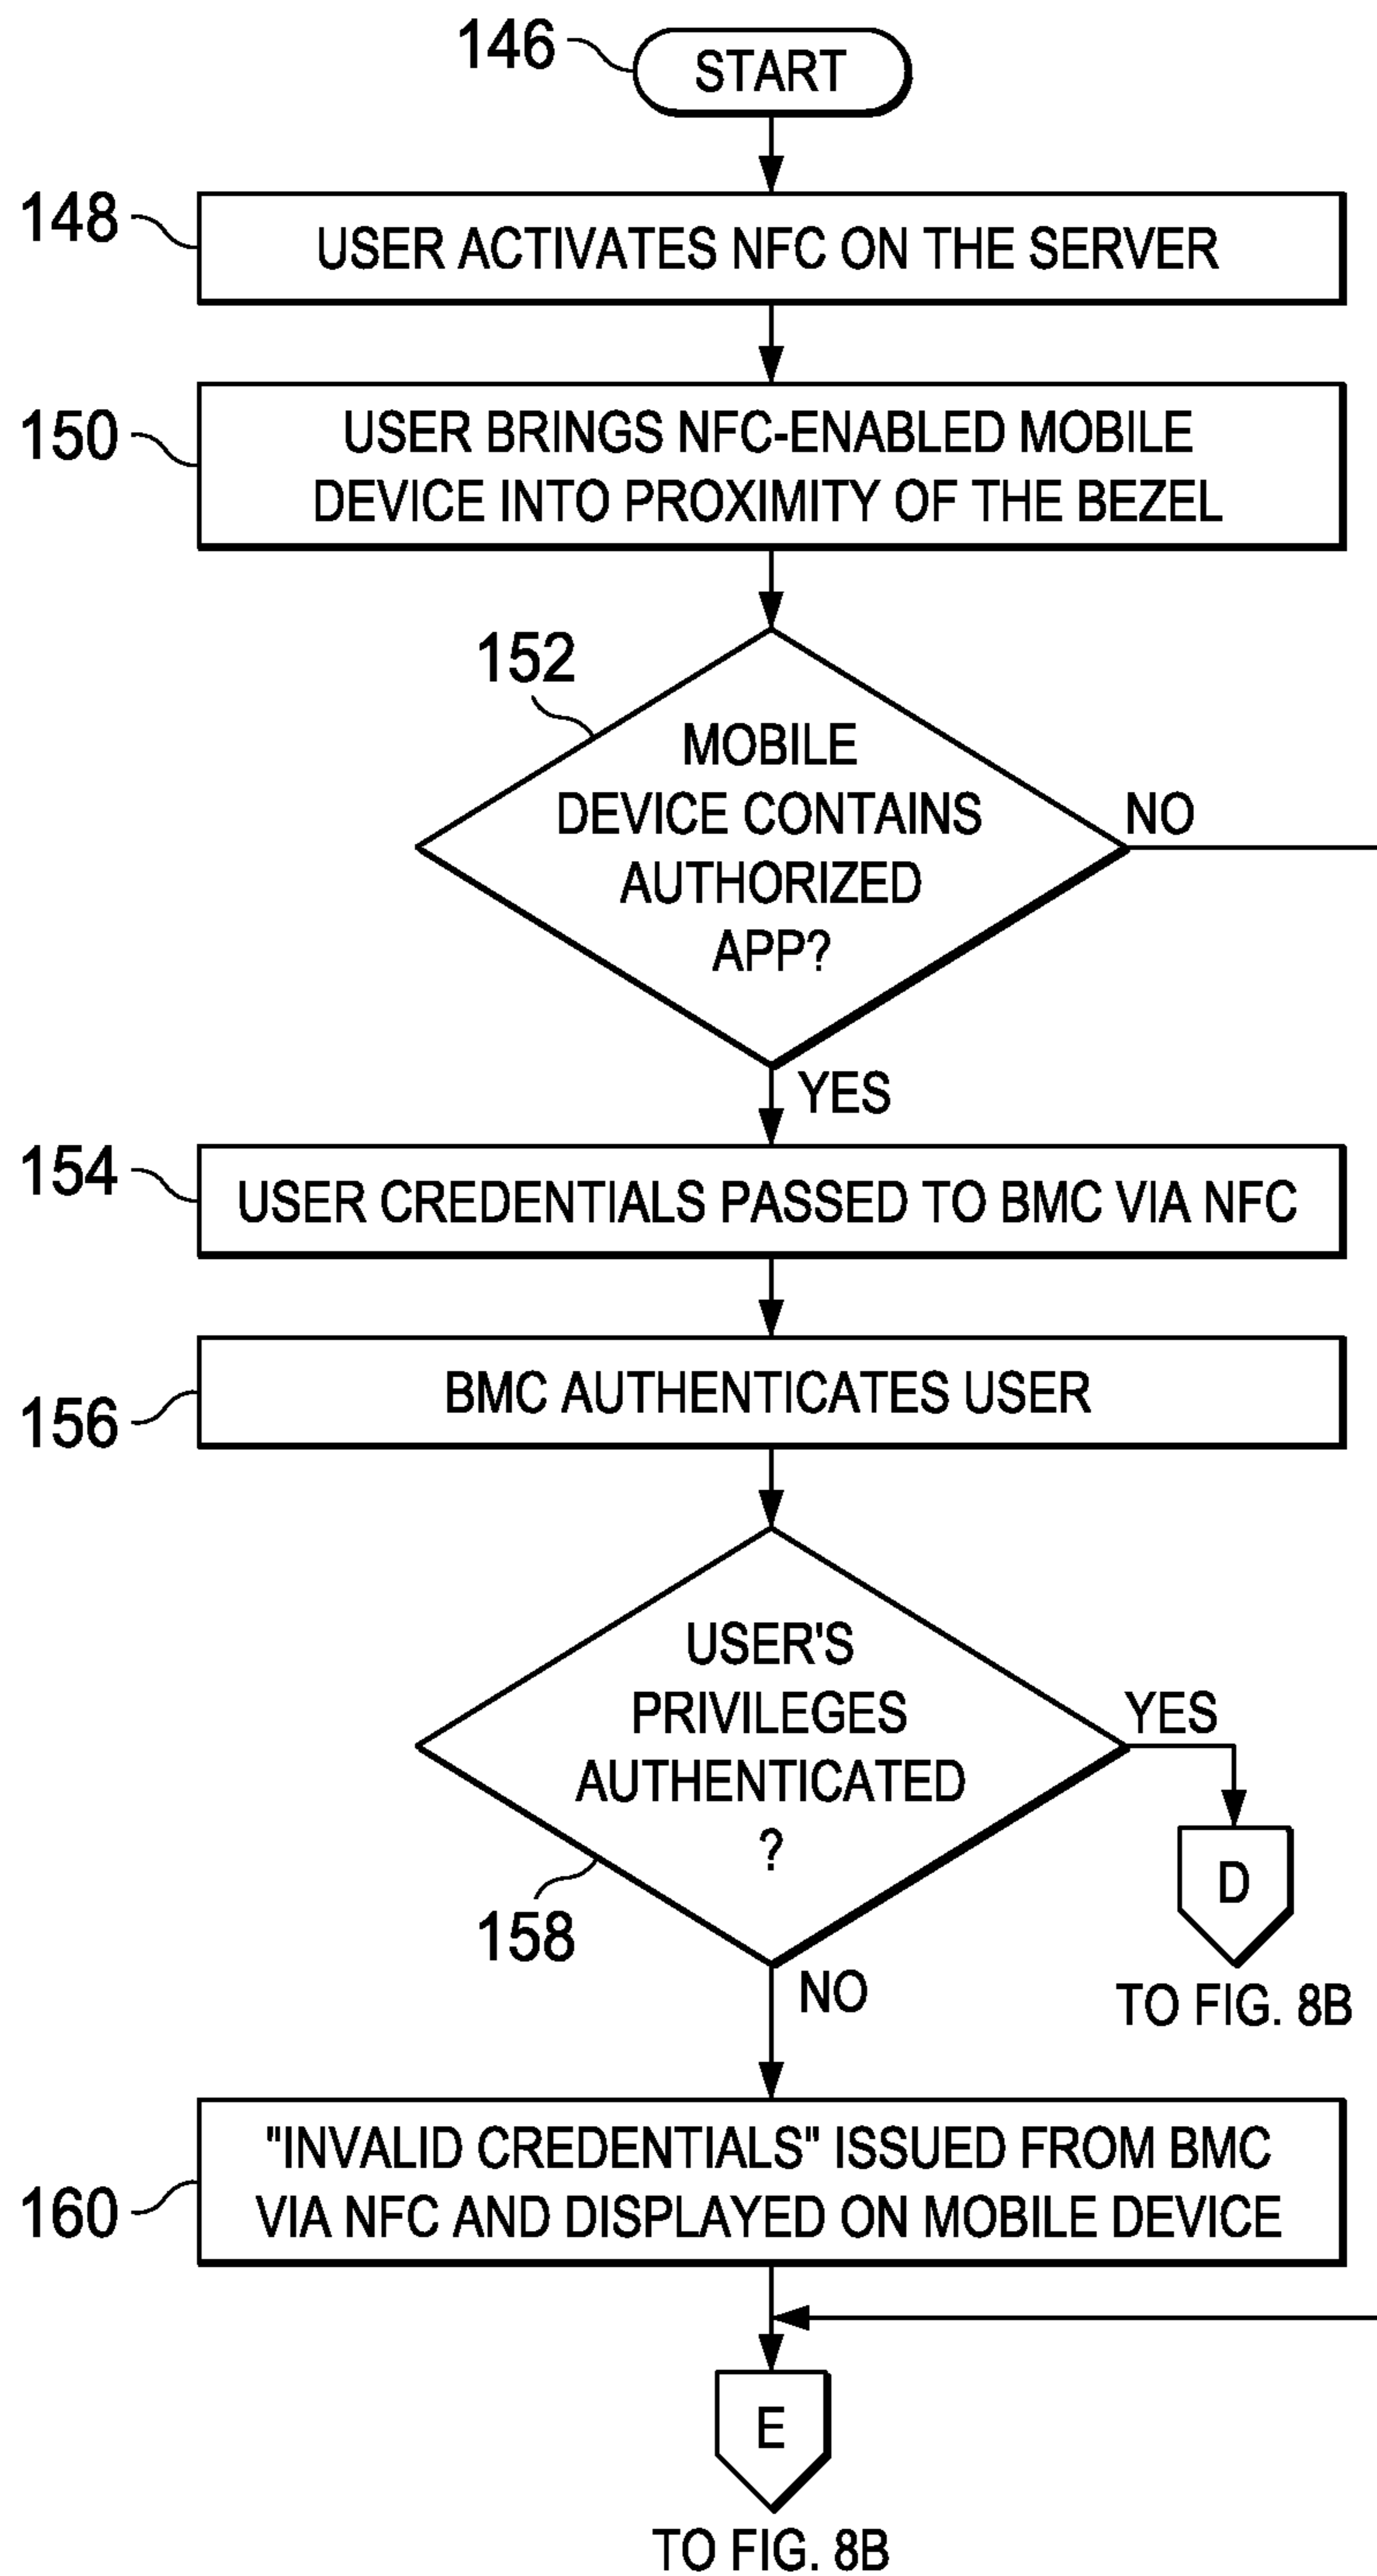 146
START
148
USER ACTIVATES NFC ON THE SERVER
150
USER BRINGS NFC-ENABLED MOBILE
DEVICE INTO PROXIMITY OF THE BEZEL
152
MOBILE
DEVICE CONTAINS
AUTHORIZED
APP?
NO
YES
154
USER CREDENTIALS PASSED TO BMC VIA NFC
156
BMC AUTHENTICATES USER
USER'S
PRIVILEGES
AUTHENTICATED
?
158
YES
D
TO FIG. 8B
NO
160
"INVALID CREDENTIALS" ISSUED FROM BMC
VIA NFC AND DISPLAYED ON MOBILE DEVICE
E
TO FIG. 8B